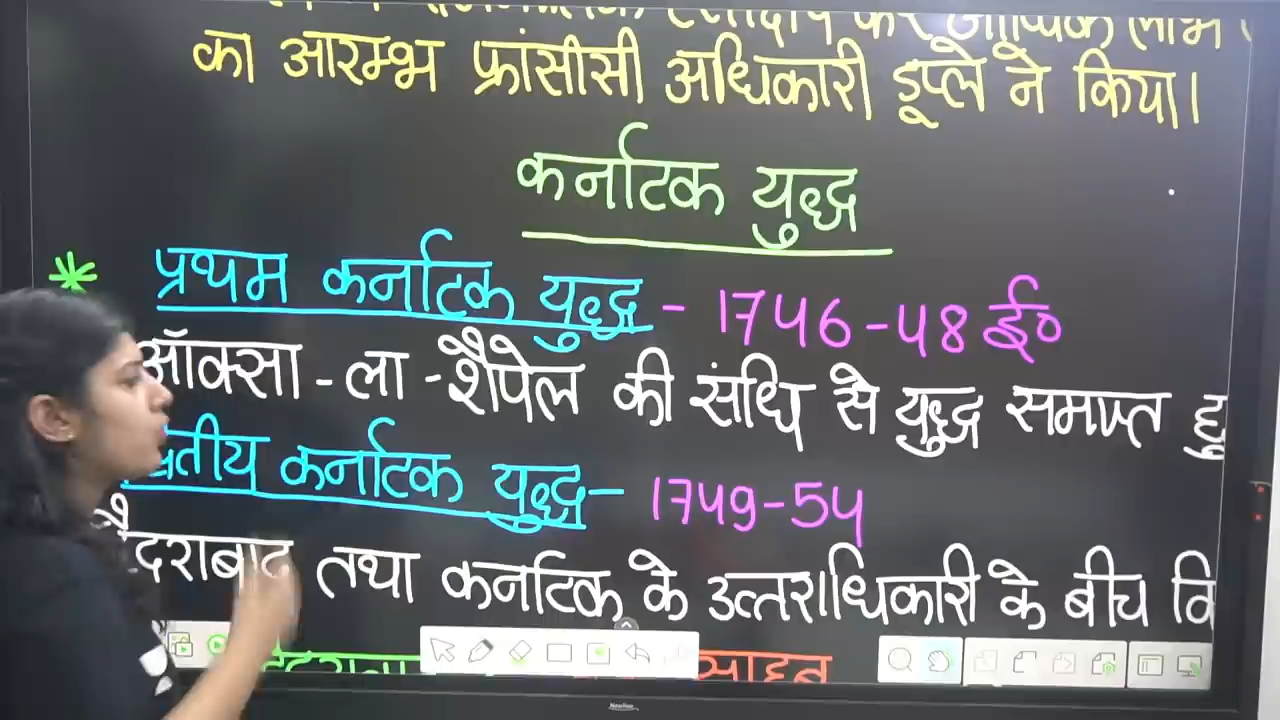 का आरम्भ फ्रांसीसी अधिकारी डूप्ले ने किया।
कर्नाटक युद्ध
* प्रथम कर्नाटक युद्ध - 1746-48 ई०
ऑक्सा-ला-शैपेल की संधि से युद्ध समाप्त
कर्नाटक युद्ध - 1749-54
तथा कर्नाटक के उत्तराधिकारी के बीच